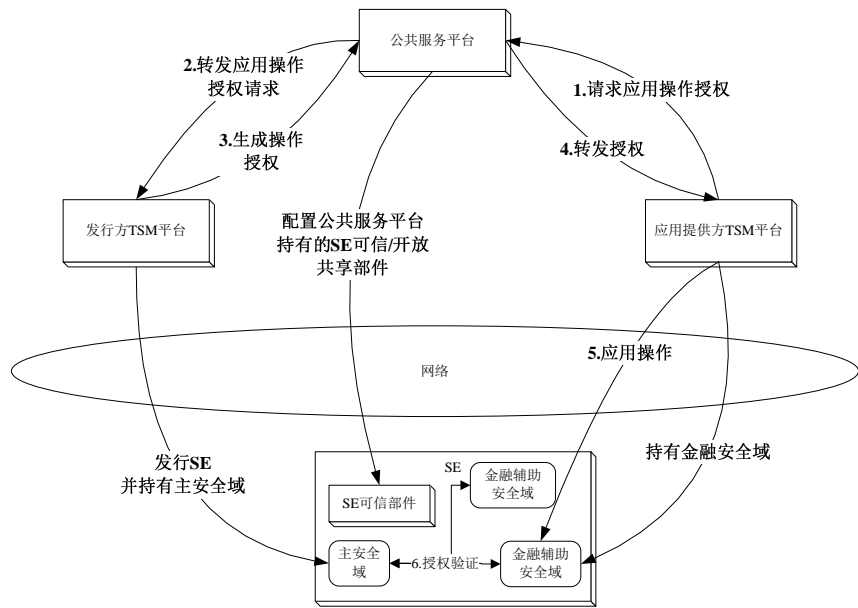 公共服务平台
2.转发应用操作
授权请求
1.请求应用操作授权
3.生成操作
授权
4.转发授权
发行方TSM平台
配置公共服务平台
持有的SE可信/开放
共享部件
应用提供方TSM平台
5.应用操作
网络
发行SE
并持有主安全域
持有金融安全域
SE
金融辅助
安全域
SE可信部件
主安全
域
6.授权验证
金融辅助
安全域